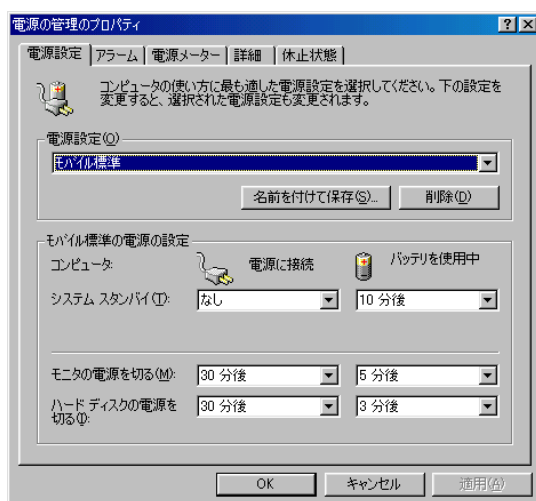 電源の管理のプロパティ
電源設定 アラーム 電源メーター 詳細 休止状態
コンピュータの使い方に最も適した電源設定を選択してください。下の設定を
変更すると、選択された電源設定も変更されます。
電源設定(O)
モバイル標準
名前を付けて保存(S)... 削除(D)
モバイル標準の電源の設定
コンピュータ: 電源に接続 バッテリを使用中
システム スタンバイ(T): なし 10 分後
モニタの電源を切る(M): 30 分後 5 分後
ハード ディスクの電源を 30 分後 3 分後
切る(I):
OK キャンセル 適用(A)